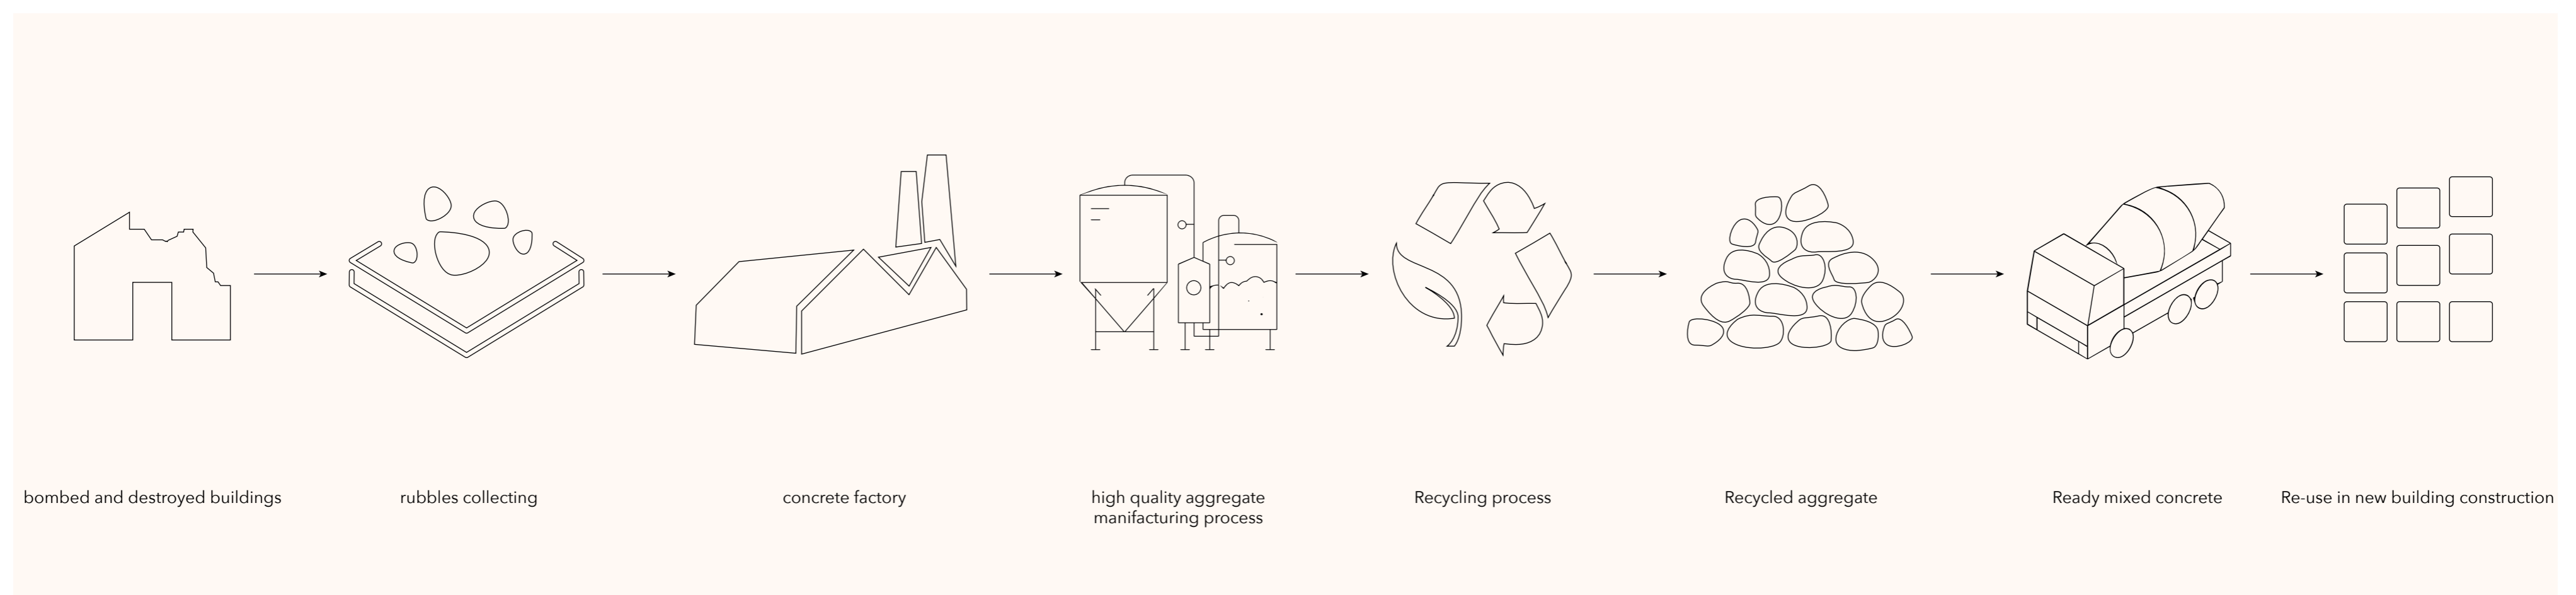 bombed and destroyed buildings
rubbles collecting
concrete factory
high quality aggregate
manifacturing process
Recycling process
Recycled aggregate
Ready mixed concrete
Re-use in new building construction